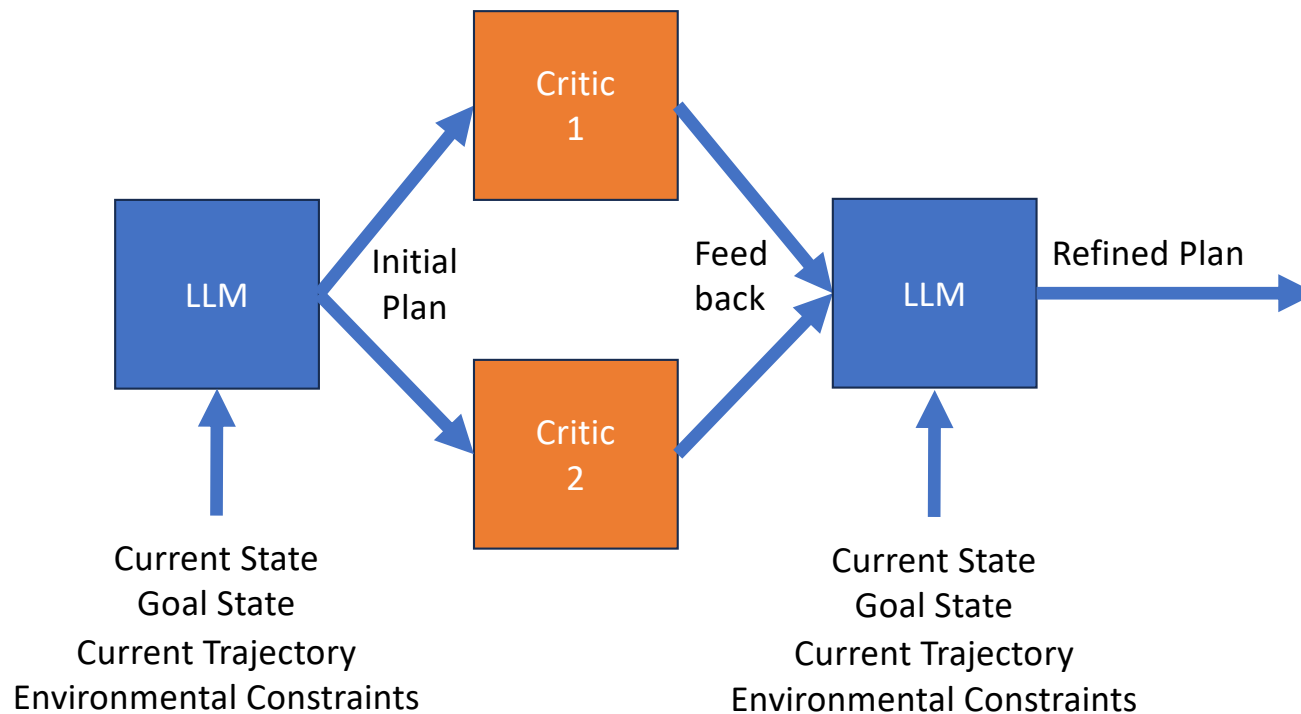 Critic
1
LLM
Initial
Plan
Feed
back
LLM
Refined Plan
Critic
2
Current State
Goal State
Current Trajectory
Environmental Constraints
Current State
Goal State
Current Trajectory
Environmental Constraints